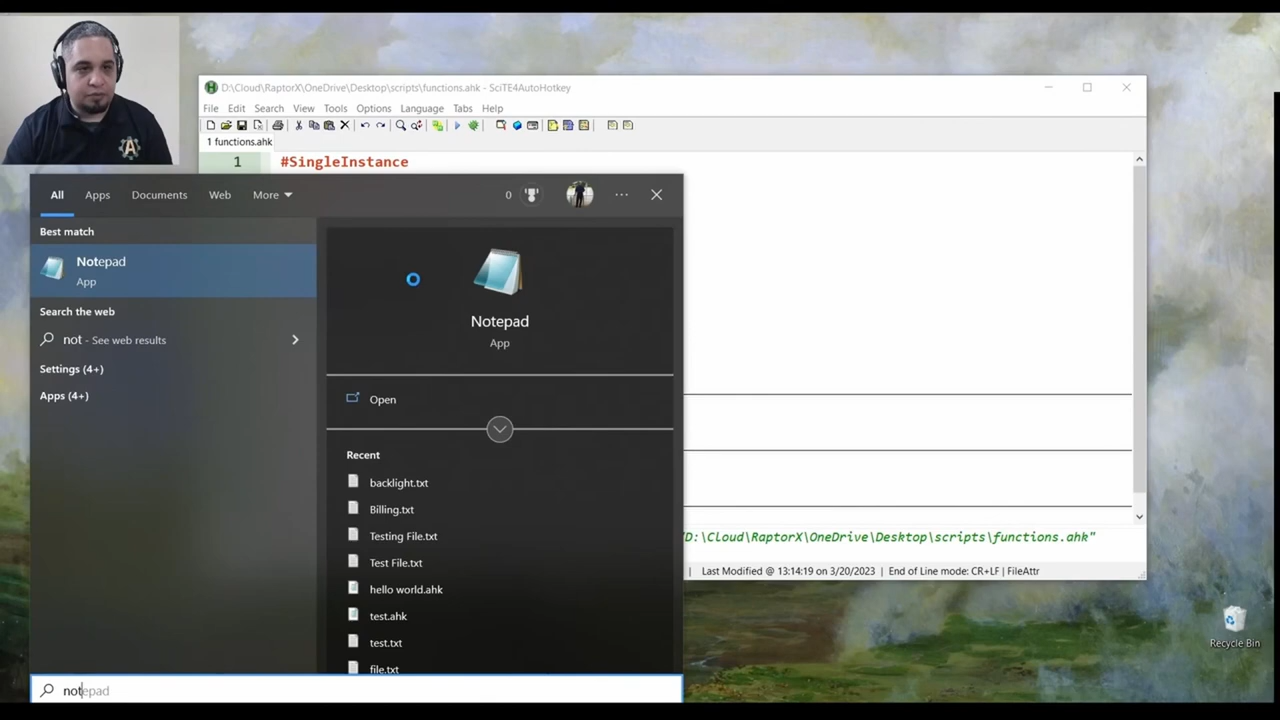 D:\Cloud\RaptorX\OneDrive\Desktop\scripts\functions.ahk - SciTE4AutoHotkey
File Edit Search View Tools Options Language Tabs Help
1 functions.ahk
1 #SingleInstance
All Apps Documents Web More 0 ...
Best match
Notepad
App
Search the web
not - See web results
Settings (4+)
Apps (4+)
Notepad
App
Open
Recent
backlight.txt
Billing.txt
Testing File.txt
Test File.txt
hello world.ahk
test.ahk
test.txt
file.txt
notepad
D:\Cloud\RaptorX\OneDrive\Desktop\scripts\functions.ahk"
| Last Modified @ 13:14:19 on 3/20/2023 | End of Line mode: CR+LF | FileAttr
Recycle Bin